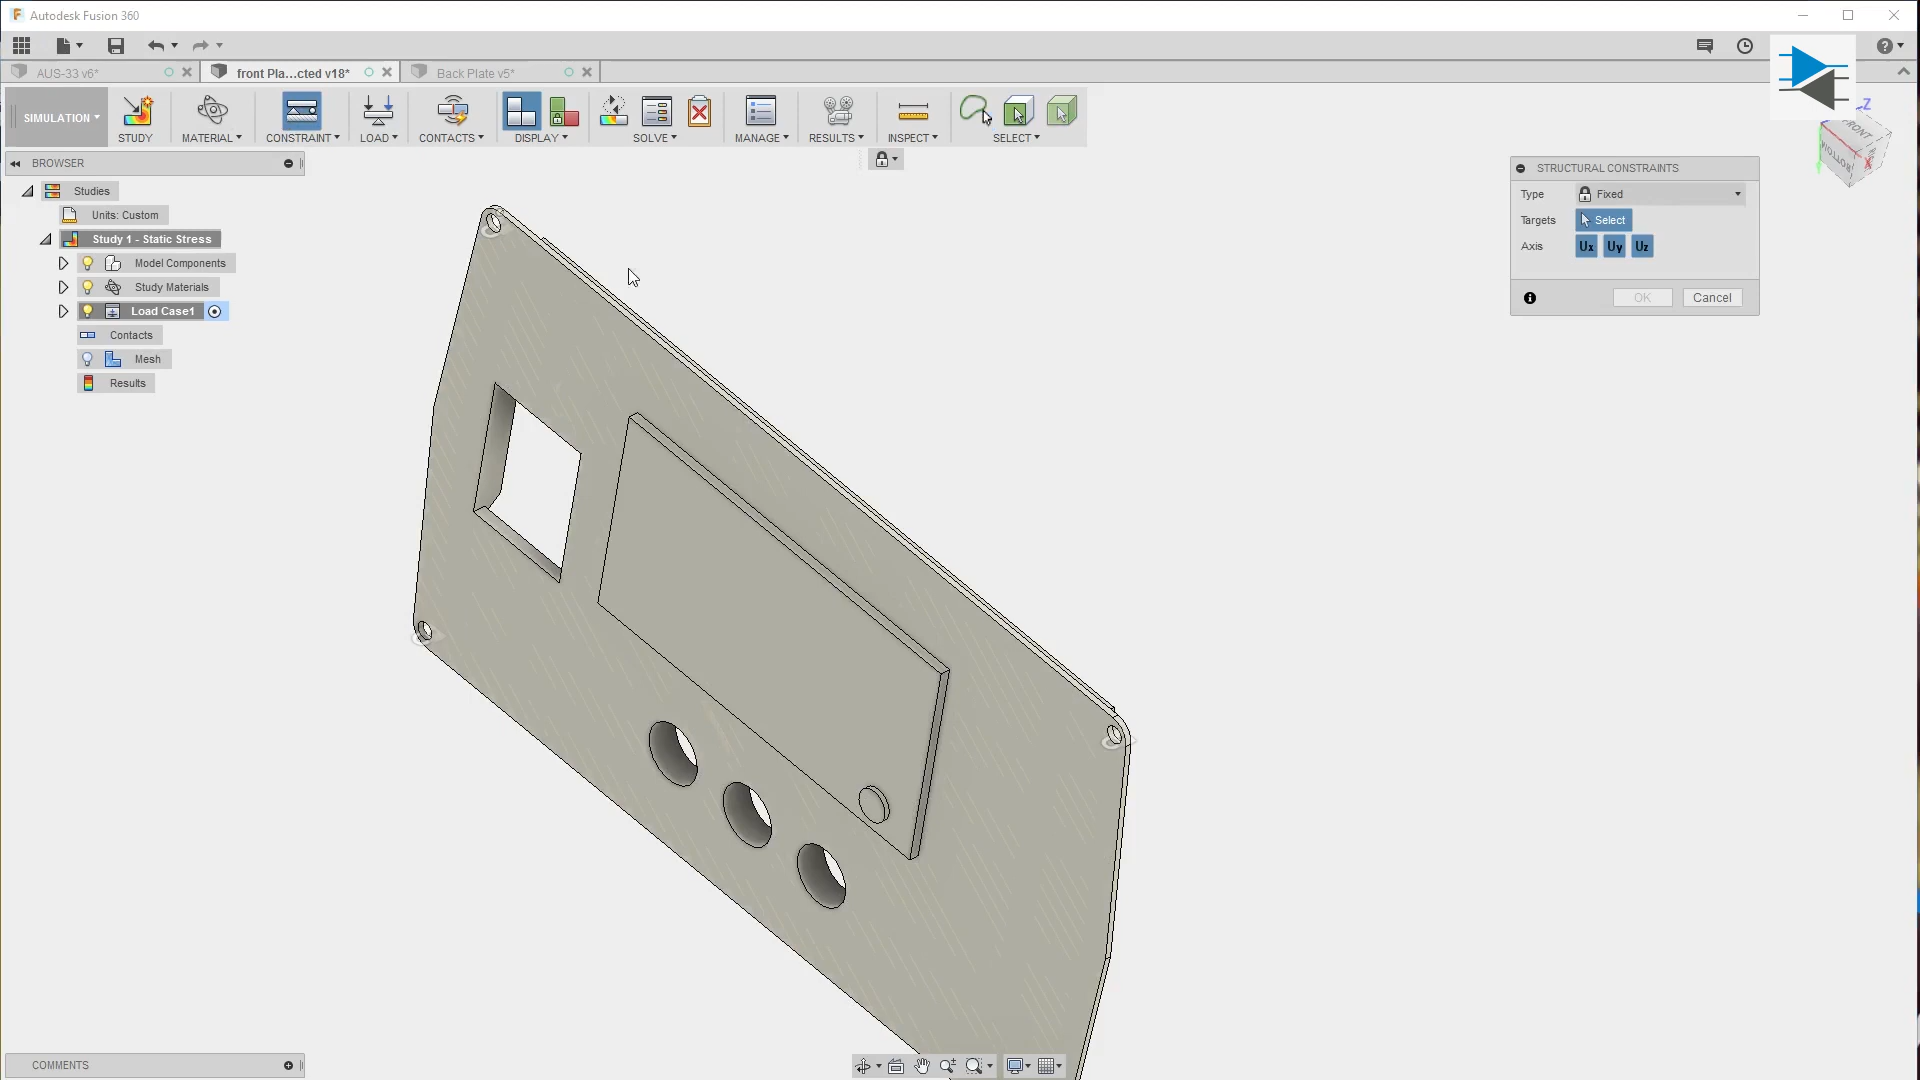 Autodesk Fusion 360
AUS-33 v6*
front Pla...cted v18*
Back Plate v5*
SIMULATION
STUDY
MATERIAL
CONSTRAINT
LOAD
CONTACTS
DISPLAY
SOLVE
MANAGE
RESULTS
INSPECT
SELECT
BROWSER
Studies
Units: Custom
Study 1 - Static Stress
Model Components
Study Materials
Load Case1
Contacts
Mesh
Results
STRUCTURAL CONSTRAINTS
Type
Fixed
Targets
Select
Axis
Ux
Uy
Uz
OK
Cancel
Z
FRONT
BOTTOM
X
COMMENTS